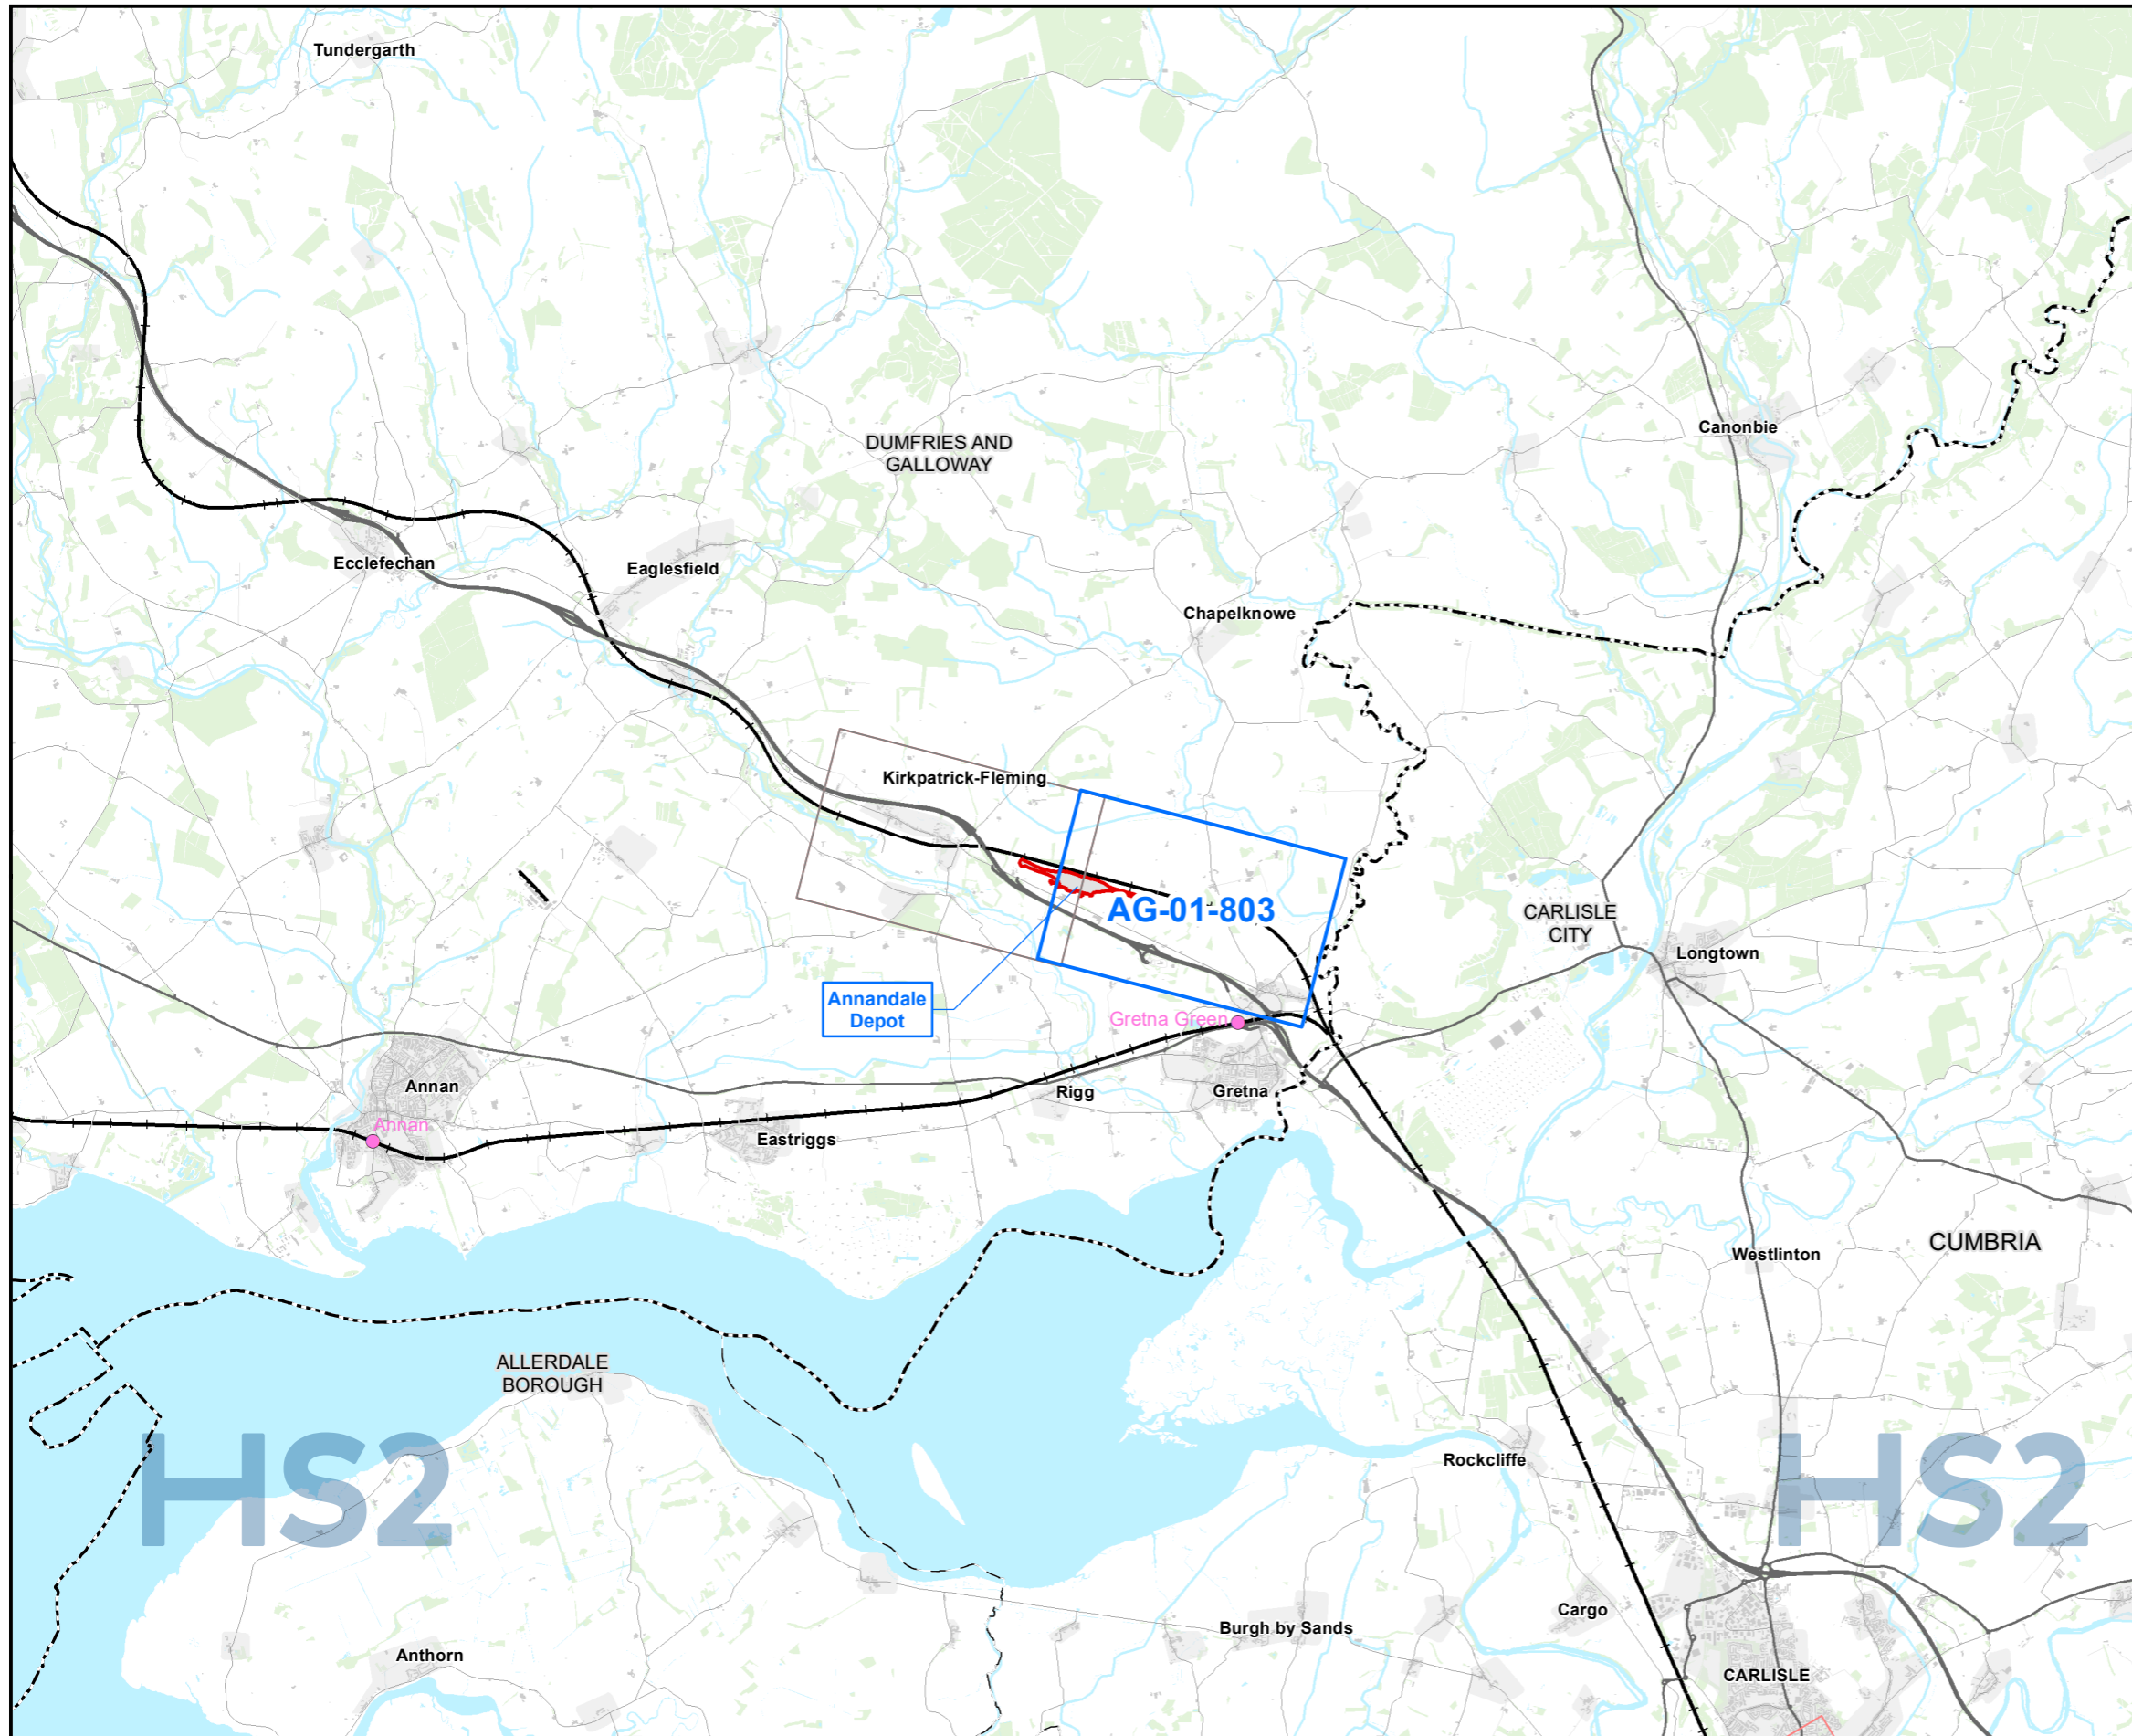 Tundergarth
DUMFRIES AND
GALLOWAY
Canonbie
Ecclefechan
Eaglesfield
Chapelknowe
Kirkpatrick-Fleming
AG-01-803
CARLISLE
CITY
Longtown
Annandale
Depot
Gretna Green
Annan
Rigg
Gretna
Annan
Eastriggs
CUMBRIA
Westlinton
ALLERDALE
BOROUGH
Rockcliffe
HS2
HS2
Cargo
Burgh by Sands
Anthorn
CARLISLE